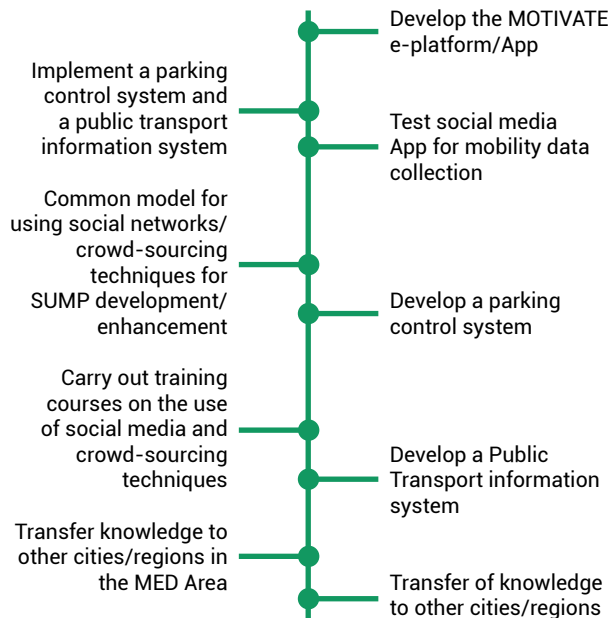 Develop the MOTIVATE
e-platform/App
Implement a parking
control system and
a public transport
information system
Test social media
App for mobility data
collection
Common model for
using social networks/
crowd-sourcing
techniques for
SUMP development/
enhancement
Develop a parking
control system
Carry out training
courses on the use
of social media and
crowd-sourcing
techniques
Develop a Public
Transport information
system
Transfer knowledge to
other cities/regions in
the MED Area
Transfer of knowledge
to other cities/regions